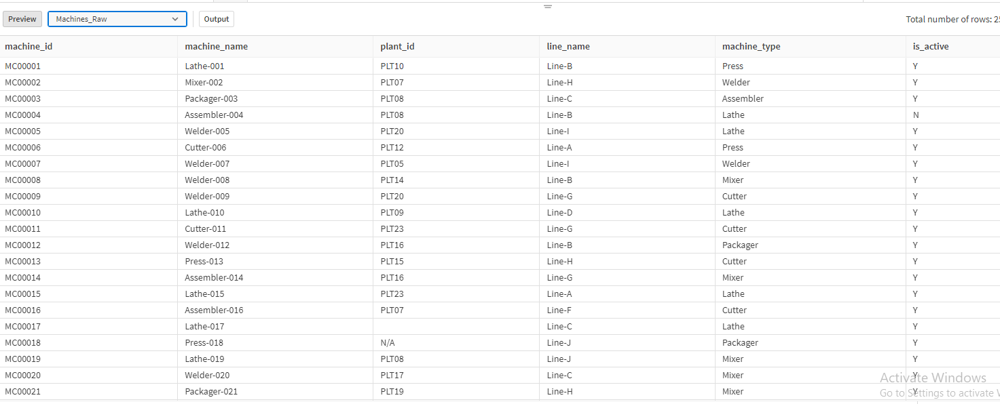 Preview Machines_Raw Output Total number of rows: 25
machine_id machine_name plant_id line_name machine_type is_active
MC00001 Lathe-001 PLT10 Line-B Press Y
MC00002 Mixer-002 PLT07 Line-H Welder Y
MC00003 Packager-003 PLT08 Line-C Assembler Y
MC00004 Assembler-004 PLT08 Line-B Lathe N
MC00005 Welder-005 PLT20 Line-I Lathe Y
MC00006 Cutter-006 PLT12 Line-A Press Y
MC00007 Welder-007 PLT05 Line-I Welder Y
MC00008 Welder-008 PLT14 Line-B Mixer Y
MC00009 Welder-009 PLT20 Line-G Cutter Y
MC00010 Lathe-010 PLT09 Line-D Lathe Y
MC00011 Cutter-011 PLT23 Line-G Cutter Y
MC00012 Welder-012 PLT16 Line-B Packager Y
MC00013 Press-013 PLT15 Line-H Cutter Y
MC00014 Assembler-014 PLT16 Line-G Mixer Y
MC00015 Lathe-015 PLT23 Line-A Lathe Y
MC00016 Assembler-016 PLT07 Line-F Cutter Y
MC00017 Lathe-017 Line-C Lathe Y
MC00018 Press-018 N/A Line-J Packager Y
MC00019 Lathe-019 PLT08 Line-J Mixer Y
MC00020 Welder-020 PLT17 Line-C Mixer Y
MC00021 Packager-021 PLT19 Line-H Mixer Y
Activate Windows
Go to Settings to activate